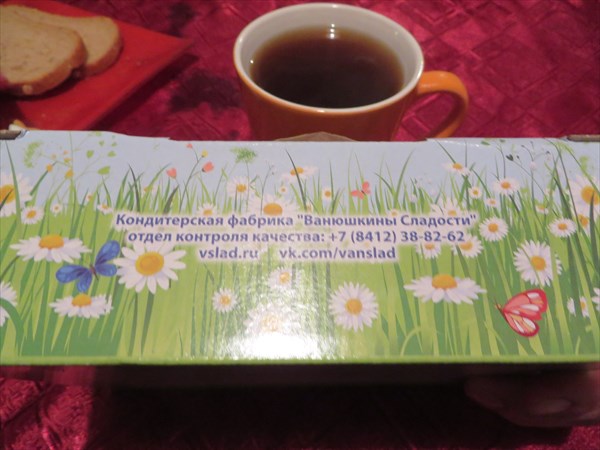 Кондитерская фабрика "Ванюшкины Сладости"
отдел контроля качества: +7 (8412) 38-82-62
vslad.ru vk.com/vanslad